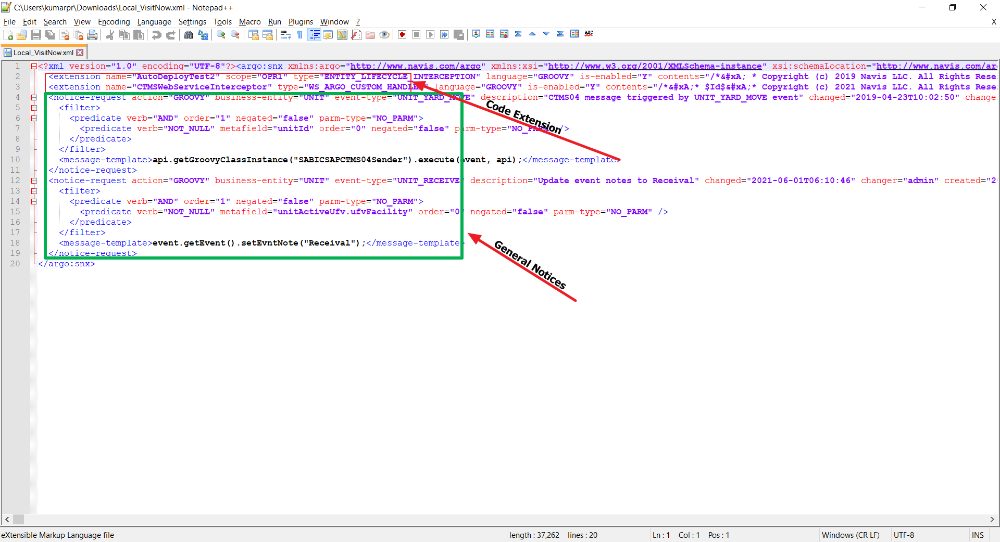 C:\Users\kumarpr\Downloads\Local_VisitNow.xml - Notepad++
File Edit Search View Encoding Language Settings Tools Macro Run Plugins Window ? X
Local_VisitNow.xml
1 <?xml version="1.0" encoding="UTF-8"?><argo:snx xmlns:argo="http://www.navis.com/argo" xmlns:xsi="http://www.w3.org/2001/XMLSchema-instance" xsi:schemaLocation="http://www.navis.com/ar
2 <extension name="AutoDeployTest2" scope="OPR1" type="ENTITY_LIFECYCLE_INTERCEPTION" language="GROOVY" is-enabled="Y" contents="/*&#xA; * Copyright (c) 2019 Navis LLC. All Rights Rese
3 <extension name="CTMSWebServiceInterceptor" type="WS_ARGO_CUSTOM_HANDLER" language="GROOVY" is-enabled="Y" contents="/*&#xA;* $Id$&#xA;* Copyright (c) 2021 Navis LLC. All Rights Rese
4 <notice-request action="GROOVY" business-entity="UNIT" event-type="UNIT_YARD_MOVE" description="CTMS04 message triggered by UNIT_YARD_MOVE event" changed="2019-04-23T10:02:50" change
5 <filter>
6 <predicate verb="AND" order="1" negated="false" parm-type="NO_PARM">
7 <predicate verb="NOT_NULL" metafield="unitId" order="0" negated="false" parm-type="NO_PARM" />
8 </predicate>
9 </filter>
10 <message-template>api.getGroovyClassInstance("SABICSAPCTMS04Sender").execute(event, api);</message-template>
11 </notice-request>
12 <notice-request action="GROOVY" business-entity="UNIT" event-type="UNIT_RECEIVE" description="Update event notes to Receival" changed="2021-06-01T06:10:46" changer="admin" created="2
13 <filter>
14 <predicate verb="AND" order="1" negated="false" parm-type="NO_PARM">
15 <predicate verb="NOT_NULL" metafield="unitActiveUfv.ufvFacility" order="0" negated="false" parm-type="NO_PARM" />
16 </predicate>
17 </filter>
18 <message-template>event.getEvent().setEvntNote("Receival");</message-template>
19 </notice-request>
20 </argo:snx>
Code Extension
General Notices
eXtensible Markup Language file length : 37,262 lines : 20 Ln : 1 Col : 1 Pos : 1 Windows (CR LF) UTF-8 INS